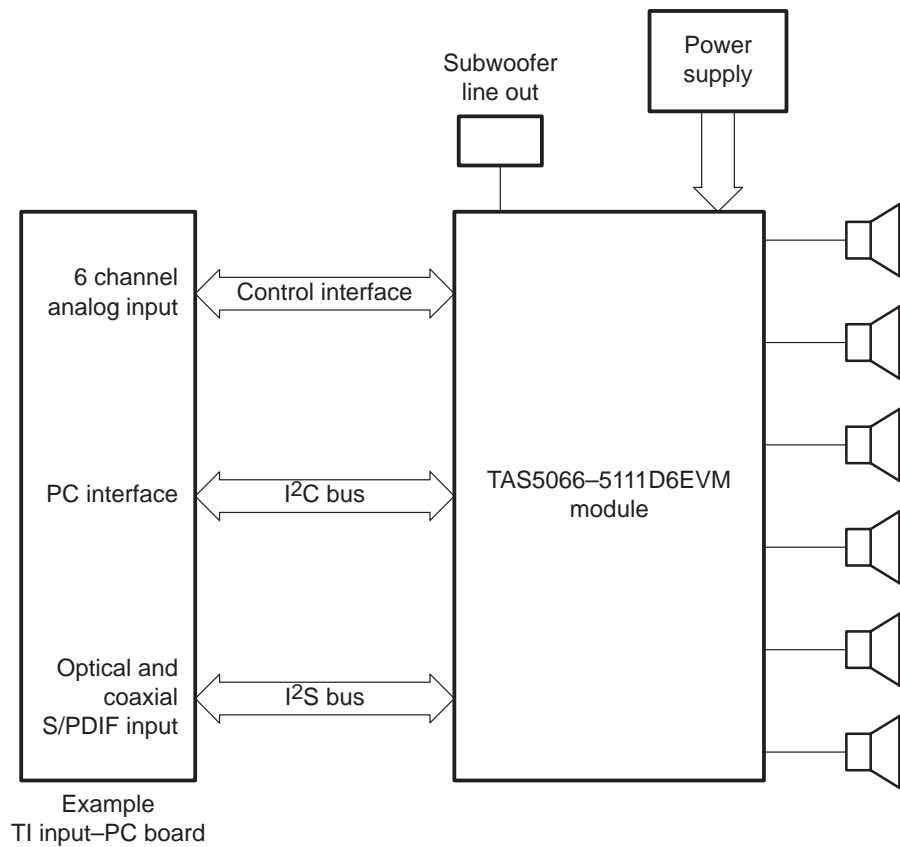 Power
supply
Subwoofer
line out
6 channel
analog input
Control interface
PC interface
I²C bus
TAS5066–5111D6EVM
module
Optical and
coaxial
S/PDIF input
I²S bus
Example
TI input–PC board